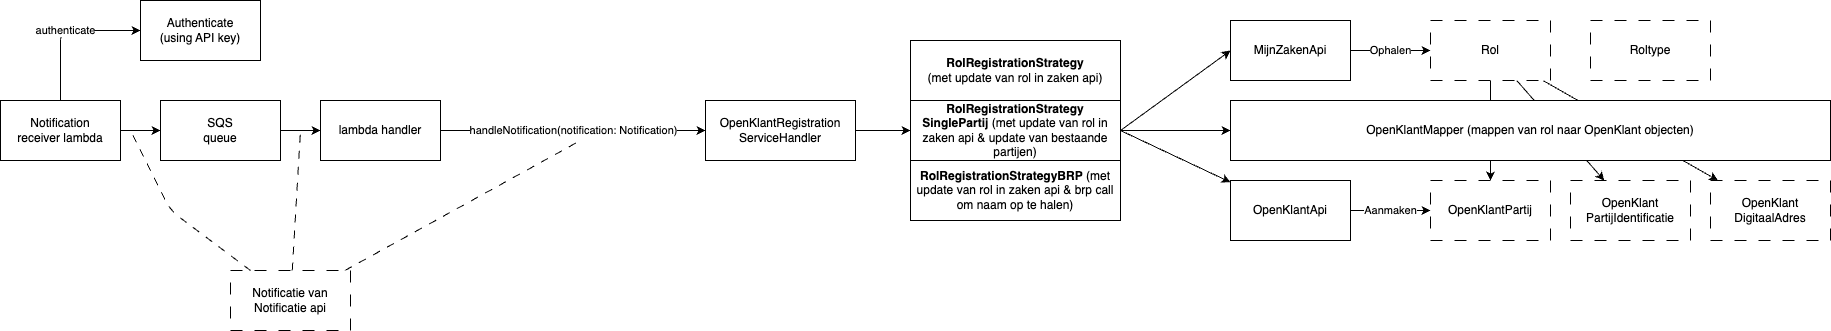 authenticate
Authenticate
(using API key)
Notification
receiver lambda
SQS
queue
lambda handler
handleNotification(notification: Notification)
Notificatie van
Notificatie api
OpenKlantRegistration
ServiceHandler
RolRegistrationStrategy
(met update van rol in zaken api)
RolRegistrationStrategy
SinglePartij (met update van rol in
zaken api & update van bestaande
partijen)
RolRegistrationStrategyBRP (met
update van rol in zaken api & brp call
om naam op te halen)
MijnZakenApi
Ophalen
Rol
Roltype
OpenKlantMapper (mappen van rol naar OpenKlant objecten)
OpenKlantApi
Aanmaken
OpenKlantPartij
OpenKlant
PartijIdentificatie
OpenKlant
DigitaalAdres